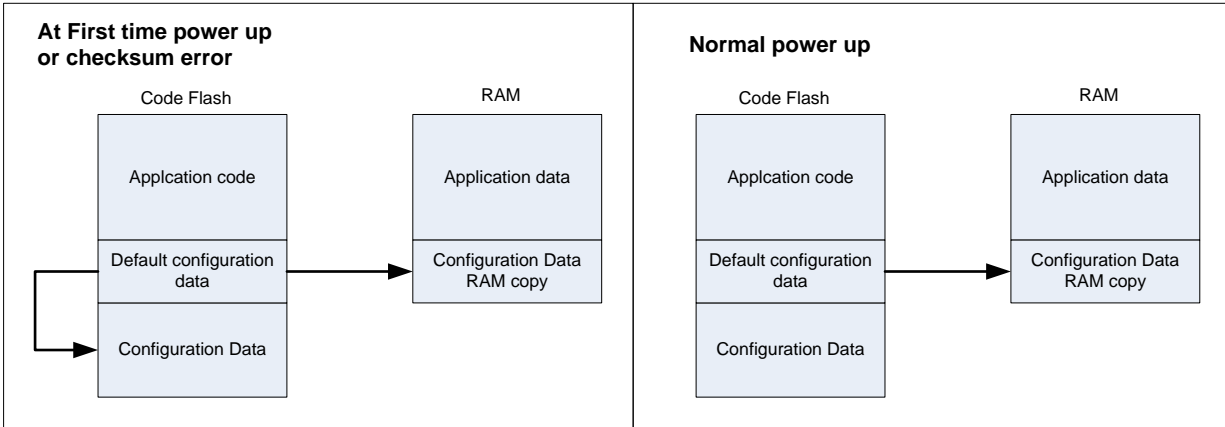 At First time power up
or checksum error
Code Flash
RAM
Applcation code
Application data
Default configuration
data
Configuration Data
RAM copy
Configuration Data
Normal power up
Code Flash
RAM
Applcation code
Application data
Default configuration
data
Configuration Data
RAM copy
Configuration Data